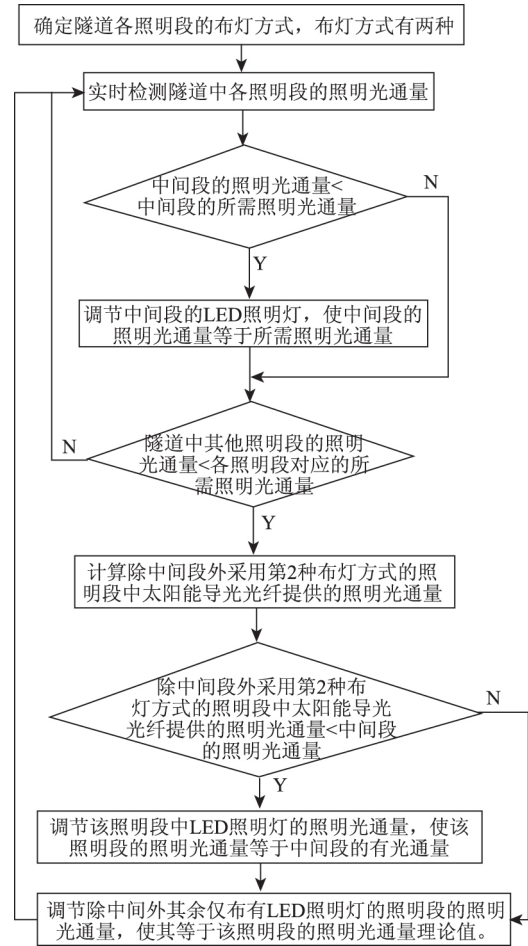 确定隧道各照明段的布灯方式，布灯方式有两种
实时检测隧道中各照明段的照明光通量
中间段的照明光通量<
中间段的所需照明光通量
N
Y
调节中间段的LED照明灯，使中间段的
照明光通量等于所需照明光通量
隧道中其他照明段的照明
光通量<各照明段对应的所
需照明光通量
N
Y
计算除中间段外采用第2种布灯方式的照
明段中太阳能导光光纤提供的照明光通量
除中间段外采用第2种布
灯方式的照明段中太阳能导光
光纤提供的照明光通量<中间段
的照明光通量
N
Y
调节该照明段中LED照明灯的照明光通量，使该
照明段的照明光通量等于中间段的有光通量
调节除中间外其余仅布有LED照明灯的照明段的照明
光通量，使其等于该照明段的照明光通量理论值。